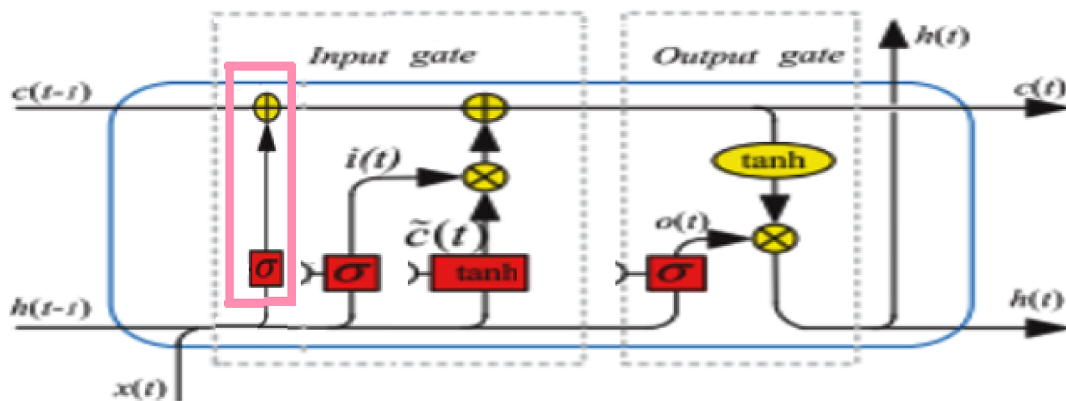 Input gate
Output gate
h(t)
c(t-1)
c(t)
i(t)
tanh
c̃(t)
o(t)
σ
σ
tanh
σ
h(t-1)
h(t)
x(t)